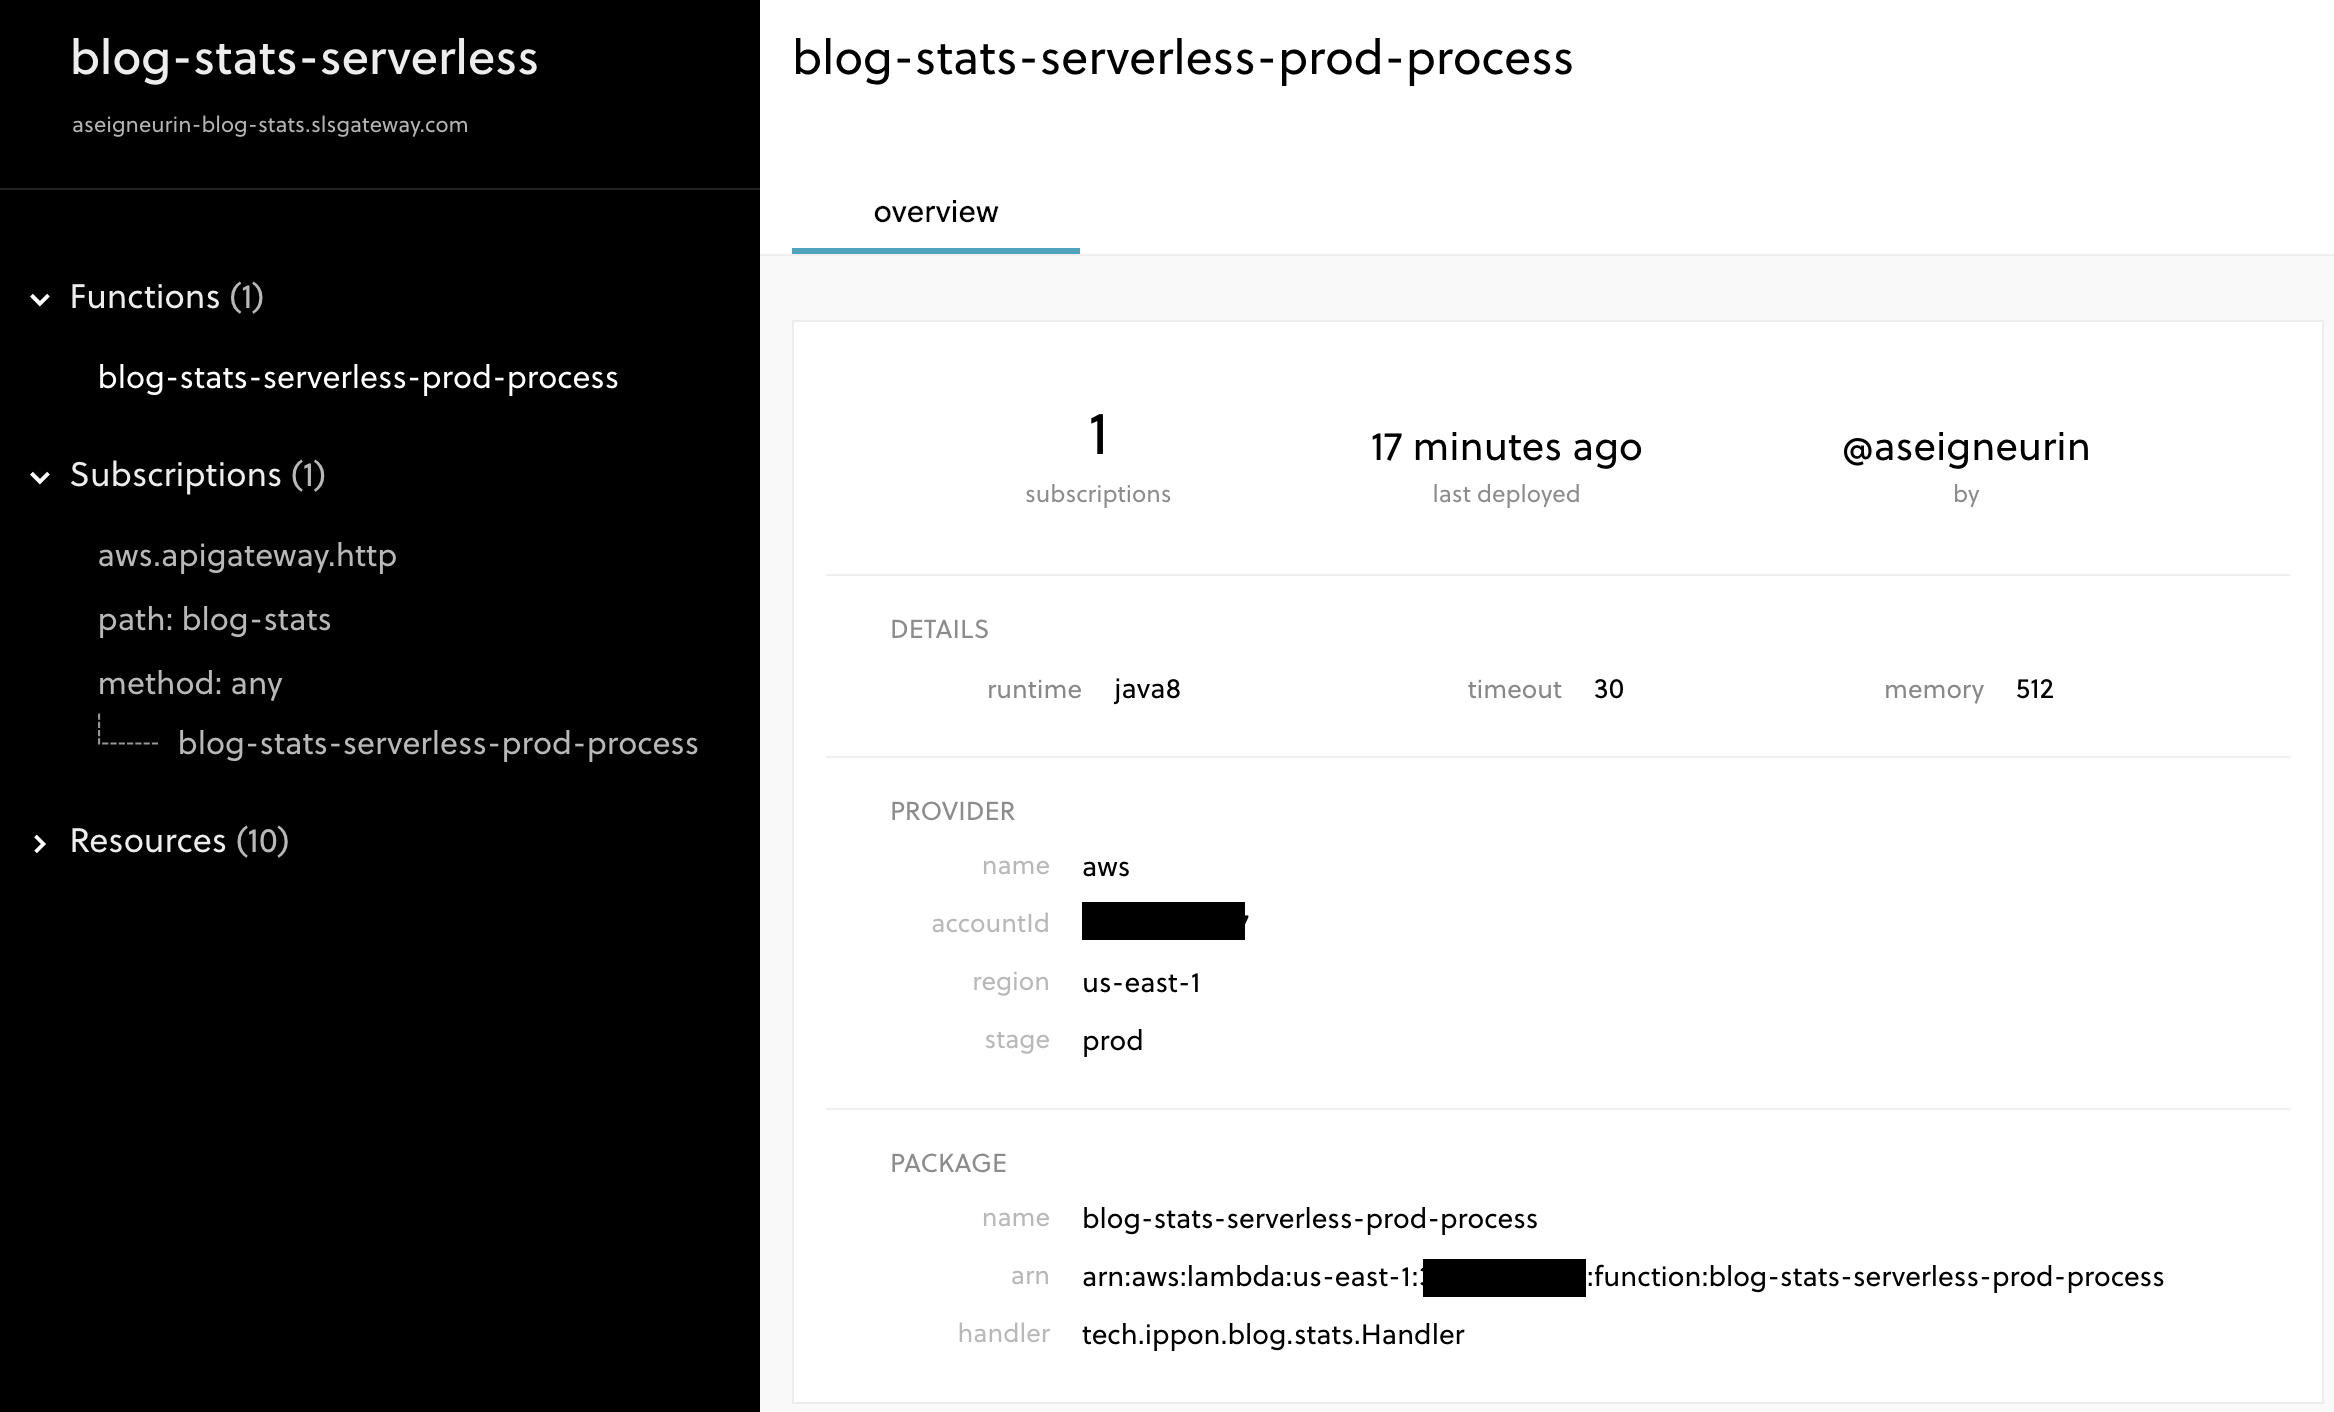 blog-stats-serverless
aseigneurin-blog-stats.slsgateway.com
Functions (1)
blog-stats-serverless-prod-process
Subscriptions (1)
aws.apigateway.http
path: blog-stats
method: any
blog-stats-serverless-prod-process
Resources (10)
blog-stats-serverless-prod-process
overview
1 17 minutes ago @aseigneurin
subscriptions last deployed by
DETAILS
runtime java8 timeout 30 memory 512
PROVIDER
name aws
accountId
region us-east-1
stage prod
PACKAGE
name blog-stats-serverless-prod-process
arn arn:aws:lambda:us-east-1: :function:blog-stats-serverless-prod-process
handler tech.ippon.blog.stats.Handler